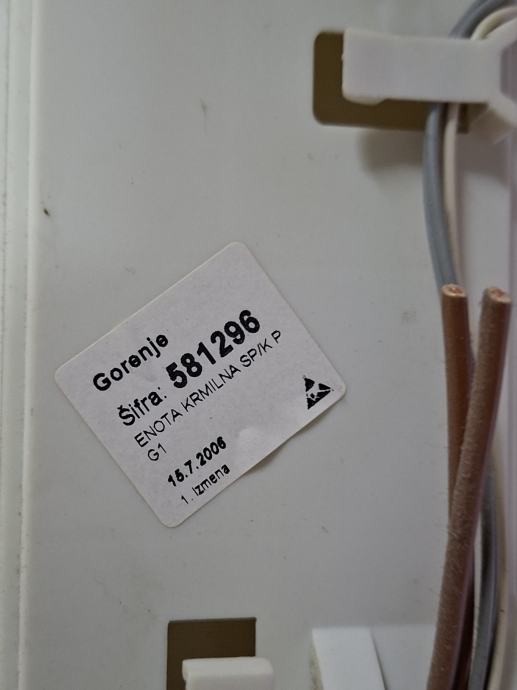 Gorenje
Šifra: 581296
ENOTA KRMILNA SP/K P
G1
15.7.2006
1. izmena